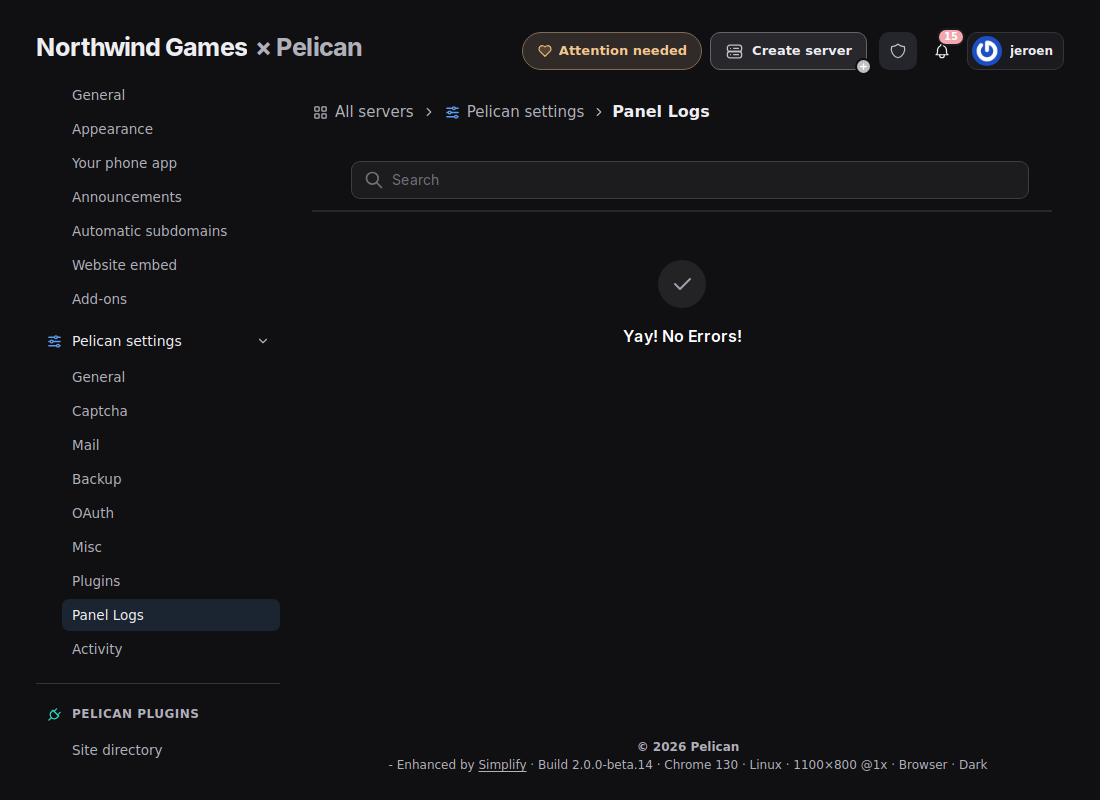 Northwind Games × Pelican
Attention needed
Create server
15
jeroen
General
Appearance
Your phone app
Announcements
Automatic subdomains
Website embed
Add-ons
Pelican settings
General
Captcha
Mail
Backup
OAuth
Misc
Plugins
Panel Logs
Activity
PELICAN PLUGINS
Site directory
All servers › Pelican settings › Panel Logs
Search
Yay! No Errors!
© 2026 Pelican
- Enhanced by Simplify · Build 2.0.0-beta.14 · Chrome 130 · Linux · 1100×800 @1x · Browser · Dark